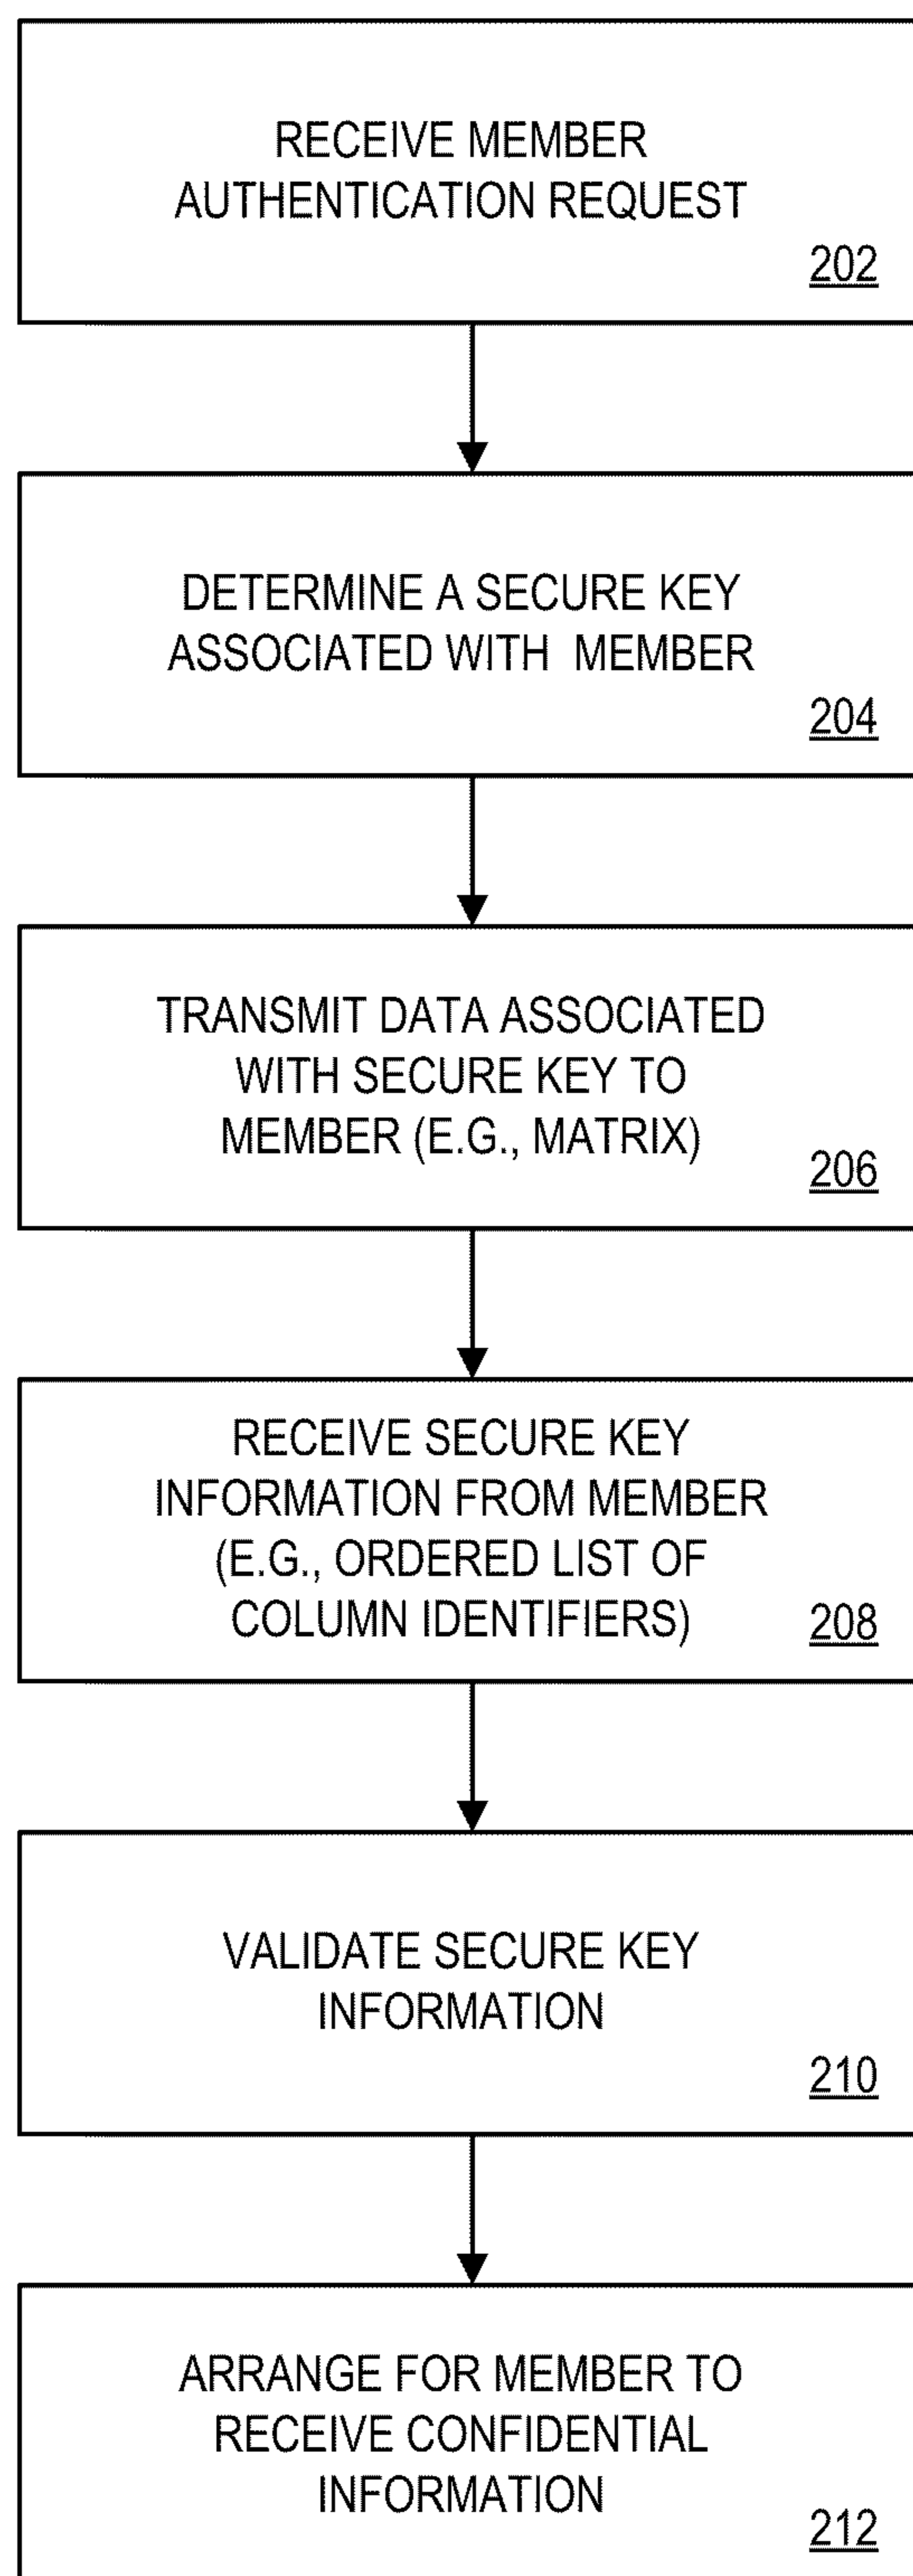 RECEIVE MEMBER
AUTHENTICATION REQUEST
202
DETERMINE A SECURE KEY
ASSOCIATED WITH MEMBER
204
TRANSMIT DATA ASSOCIATED
WITH SECURE KEY TO
MEMBER (E.G., MATRIX)
206
RECEIVE SECURE KEY
INFORMATION FROM MEMBER
(E.G., ORDERED LIST OF
COLUMN IDENTIFIERS)
208
VALIDATE SECURE KEY
INFORMATION
210
ARRANGE FOR MEMBER TO
RECEIVE CONFIDENTIAL
INFORMATION
212